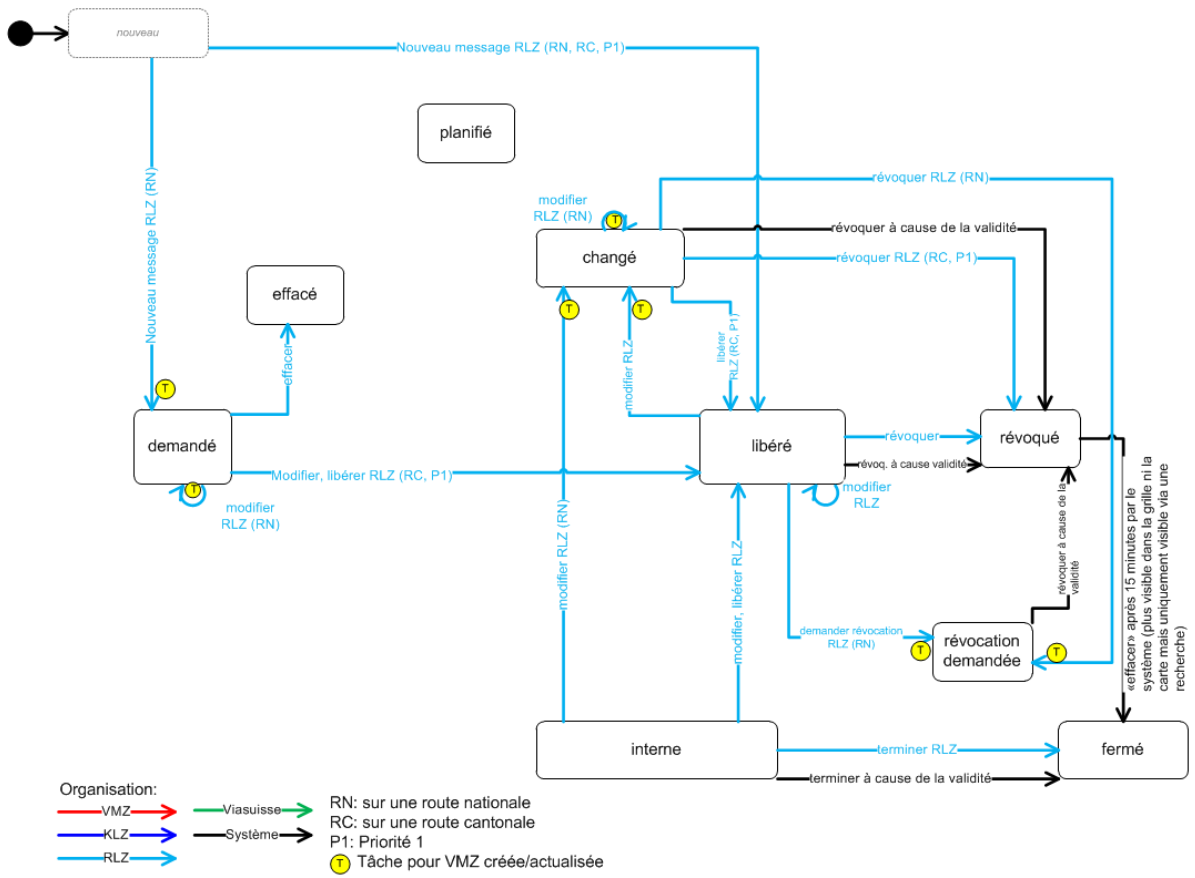 nouveau
Nouveau message RLZ (RN, RC, P1)
planifié
révoquer RLZ (RN)
modifier
RLZ (RN)
T
révoquer à cause de la validité
changé
révoquer RLZ (RC, P1)
Nouveau message RLZ (RN)
effacé
T
T
libérer
RLZ (RC, P1)
modifier RLZ
effacer
T
demandé
libéré
révoquer
révoqué
révoq. à cause validité
Modifier, libérer RLZ (RC, P1)
T
modifier
RLZ (RN)
modifier
RLZ
modifier RLZ (RN)
modifier, libérer RLZ
révoquer à cause de la
validité
«effacer» après 15 minutes par le
système (plus visible dans la grille ni la
carte mais uniquement visible via une
recherche)
demander révocation
RLZ (RN)
T
révocation
demandée
T
interne
terminer RLZ
fermé
terminer à cause de la validité
Organisation:
VMZ
Viasuisse
KLZ
Système
RLZ
RN: sur une route nationale
RC: sur une route cantonale
P1: Priorité 1
T Tâche pour VMZ créée/actualisée